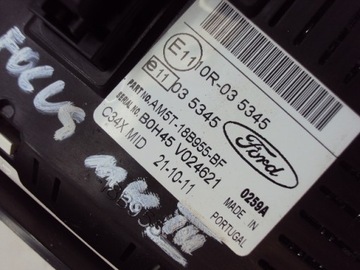 FOCUS
E11 10R-03 5345
e11 03 5345
PART NO. AM5T-18B955-BF
SERIAL NO. B0H45 V024621
C34X MID
21-10-11
Ford
0259A
MADE IN
PORTUGAL